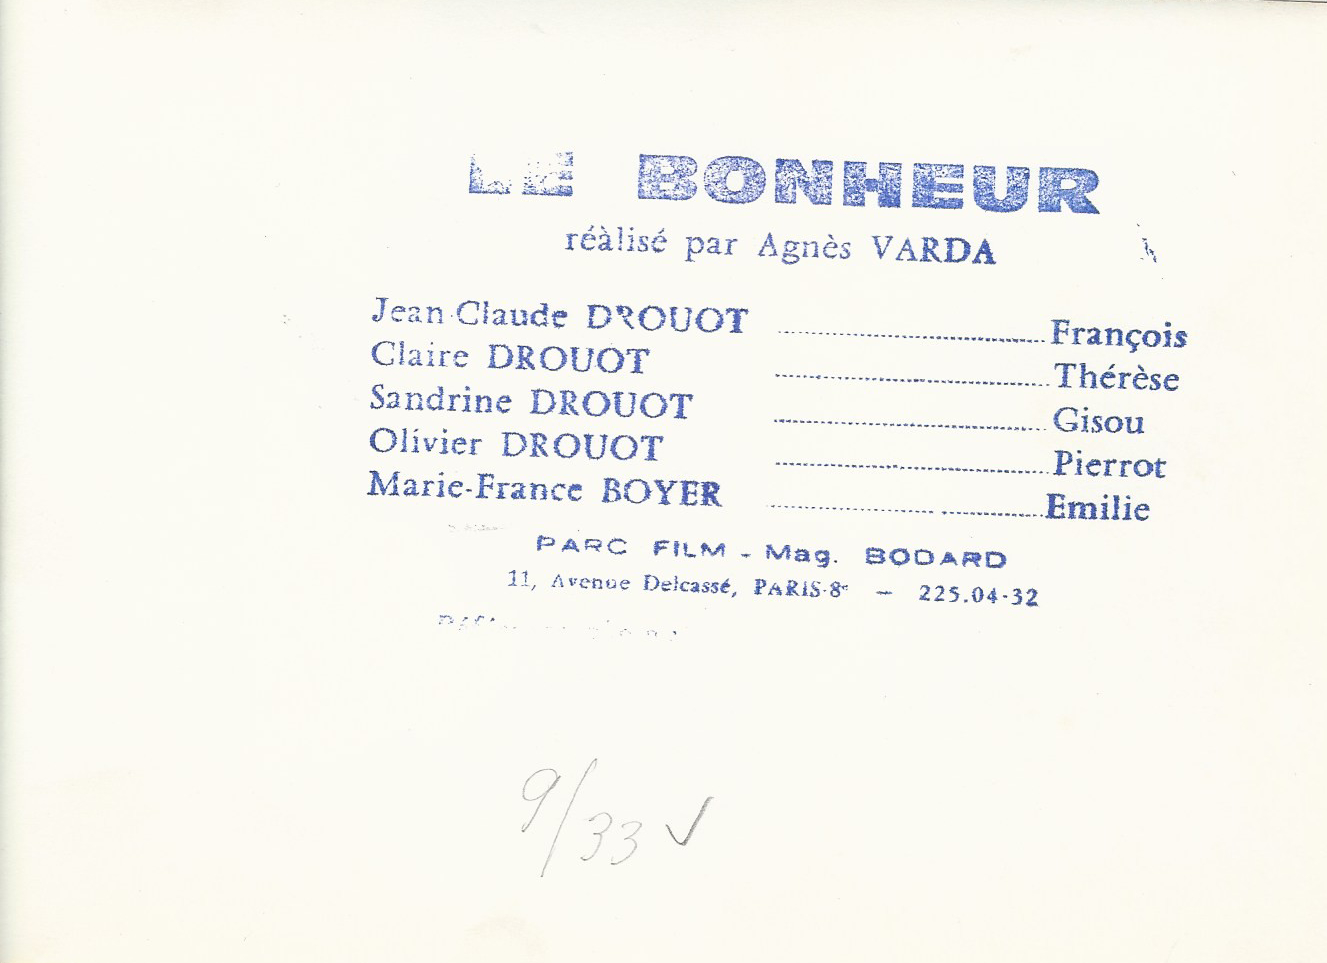 LE BONHEUR
réàlisé par Agnès VARDA
Jean-Claude DROUOT ........................ François
Claire DROUOT ........................ Thérèse
Sandrine DROUOT ........................ Gisou
Olivier DROUOT ........................ Pierrot
Marie-France BOYER ........................ Emilie
PARC FILM - Mag. BODARD
11, Avenue Delcassé, PARIS-8e — 225.04-32
9/33 ✓